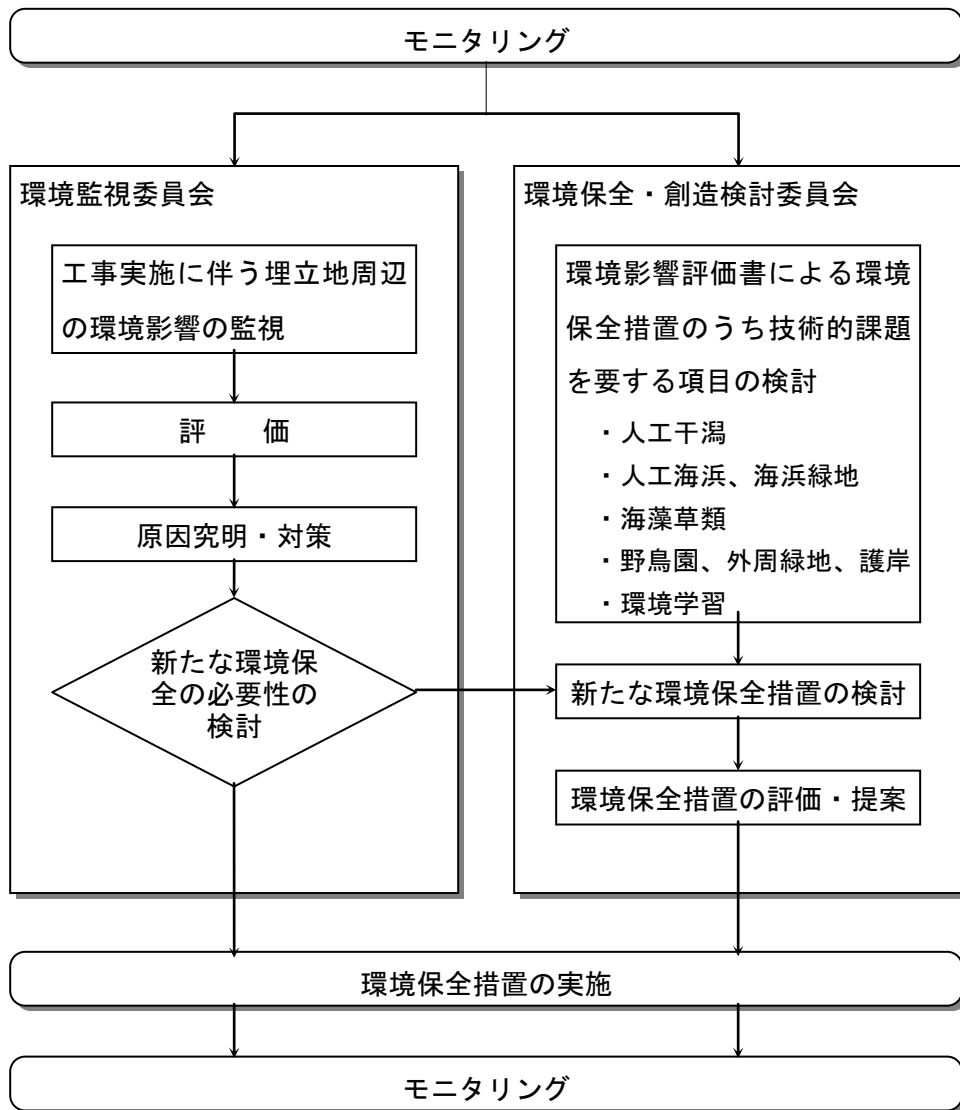 モニタリング
環境監視委員会
工事実施に伴う埋立地周辺
の環境影響の監視
評　　価
原因究明・対策
新たな環境保
全の必要性の
検討
環境保全・創造検討委員会
環境影響評価書による環境
保全措置のうち技術的課題
を要する項目の検討
・人工干潟
・人工海浜、海浜緑地
・海藻草類
・野鳥園、外周緑地、護岸
・環境学習
新たな環境保全措置の検討
環境保全措置の評価・提案
環境保全措置の実施
モニタリング